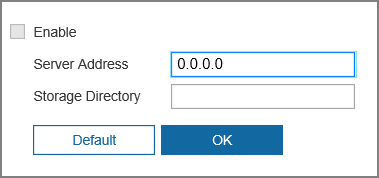 Enable
Server Address 0.0.0.0
Storage Directory
Default OK